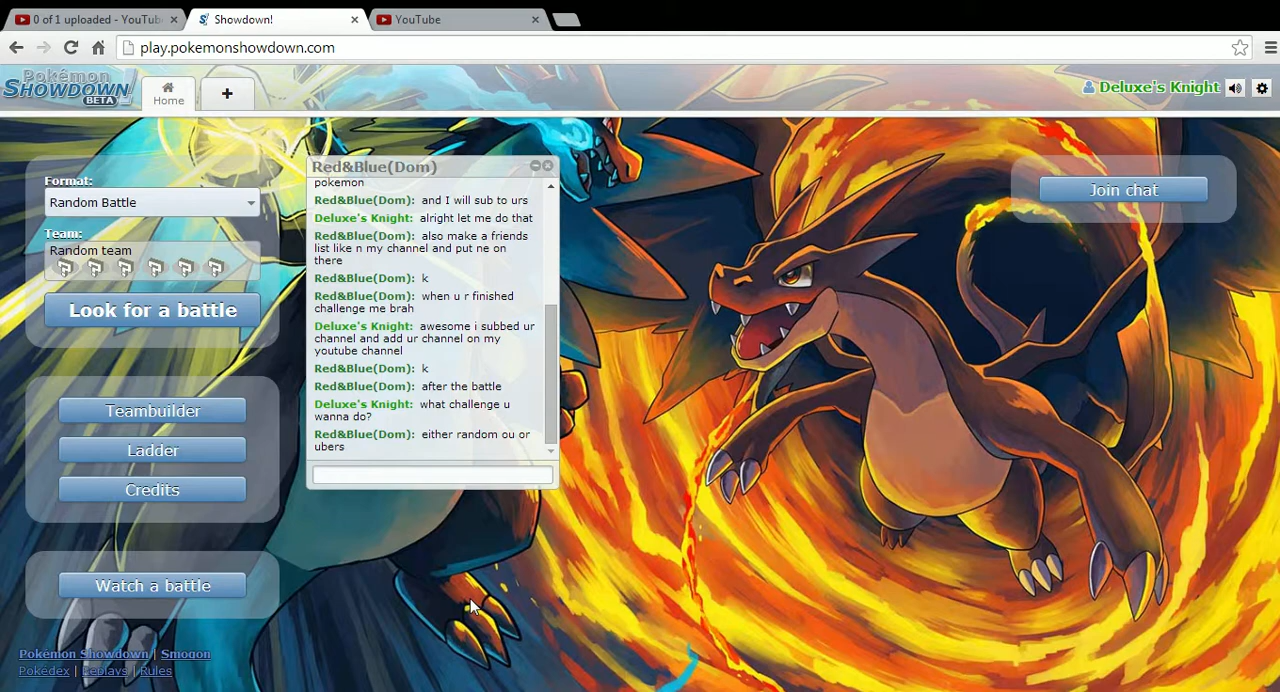 0 of 1 uploaded - YouTub
Showdown!
YouTube
play.pokemonshowdown.com
Pokémon
SHOWDOWN!
BETA
Home
+
Deluxe's Knight
Format:
Random Battle
Team:
Random team
Look for a battle
Teambuilder
Ladder
Credits
Watch a battle
Pokémon Showdown | Smogon
Pokédex | Replays | Rules
Red&Blue(Dom)
pokemon
Red&Blue(Dom): and I will sub to urs
Deluxe's Knight: alright let me do that
Red&Blue(Dom): also make a friends
list like n my channel and put ne on
there
Red&Blue(Dom): k
Red&Blue(Dom): when u r finished
challenge me brah
Deluxe's Knight: awesome i subbed ur
channel and add ur channel on my
youtube channel
Red&Blue(Dom): k
Red&Blue(Dom): after the battle
Deluxe's Knight: what challenge u
wanna do?
Red&Blue(Dom): either random ou or
ubers
Join chat